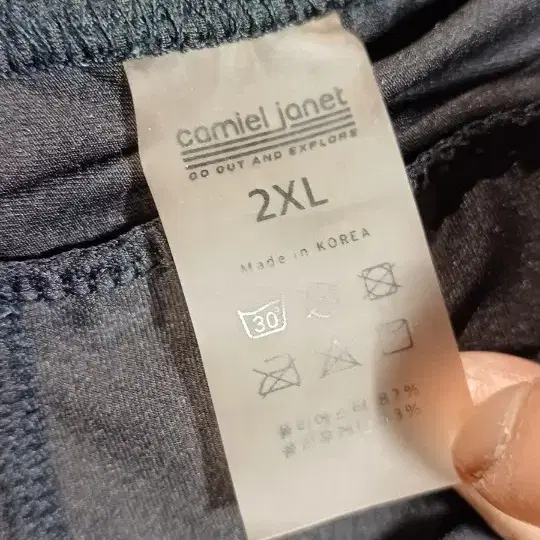 camiel janet
GO OUT AND EXPLORE
2XL
Made in KOREA
30